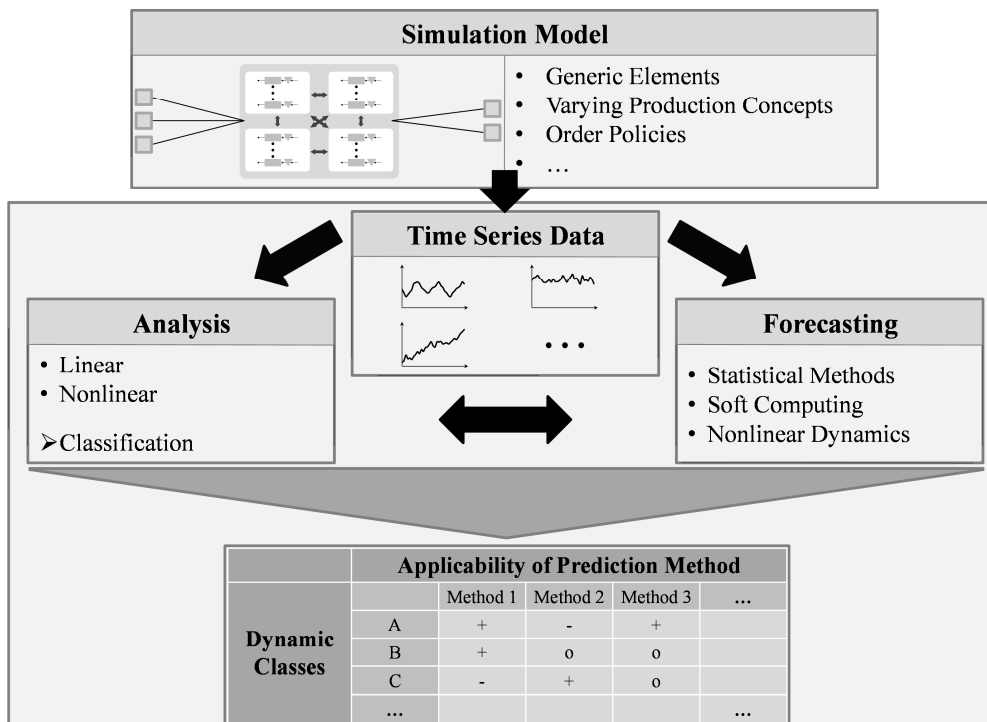 Simulation Model
• Generic Elements
• Varying Production Concepts
• Order Policies
• …
Time Series Data
• • •
Analysis
• Linear
• Nonlinear
➢Classification
Forecasting
• Statistical Methods
• Soft Computing
• Nonlinear Dynamics
Applicability of Prediction Method
Method 1 Method 2 Method 3 ...
Dynamic Classes
A + - +
B + o o
C - + o
... ...